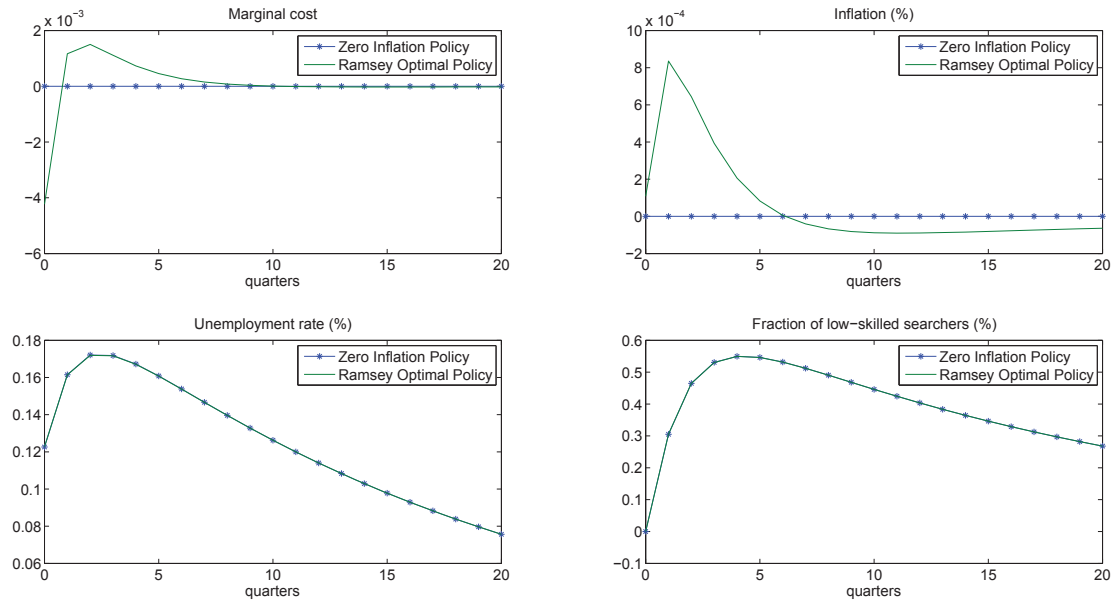 Marginal cost
x 10−3
2
0
−2
−4
−6
0 5 10 15 20
quarters
Zero Inflation Policy
Ramsey Optimal Policy
Inflation (%)
x 10−4
10
8
6
4
2
0
−2
0 5 10 15 20
quarters
Zero Inflation Policy
Ramsey Optimal Policy
Unemployment rate (%)
0.18
0.16
0.14
0.12
0.1
0.08
0.06
0 5 10 15 20
quarters
Zero Inflation Policy
Ramsey Optimal Policy
Fraction of low−skilled searchers (%)
0.6
0.5
0.4
0.3
0.2
0.1
0
−0.1
0 5 10 15 20
quarters
Zero Inflation Policy
Ramsey Optimal Policy